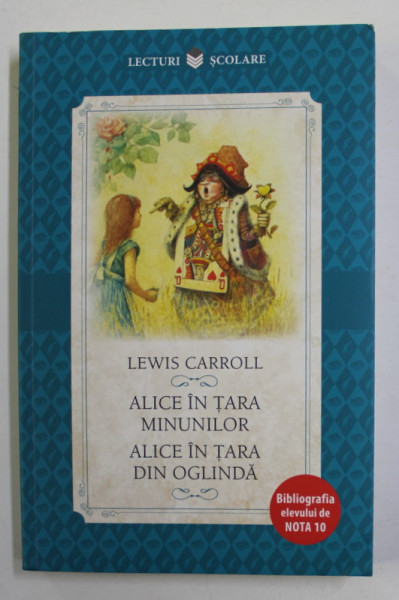 LECTURI ȘCOLARE
LEWIS CARROLL
ALICE ÎN ȚARA
MINUNILOR
ALICE ÎN ȚARA
DIN OGLINDĂ
Bibliografia
elevului de
NOTA 10